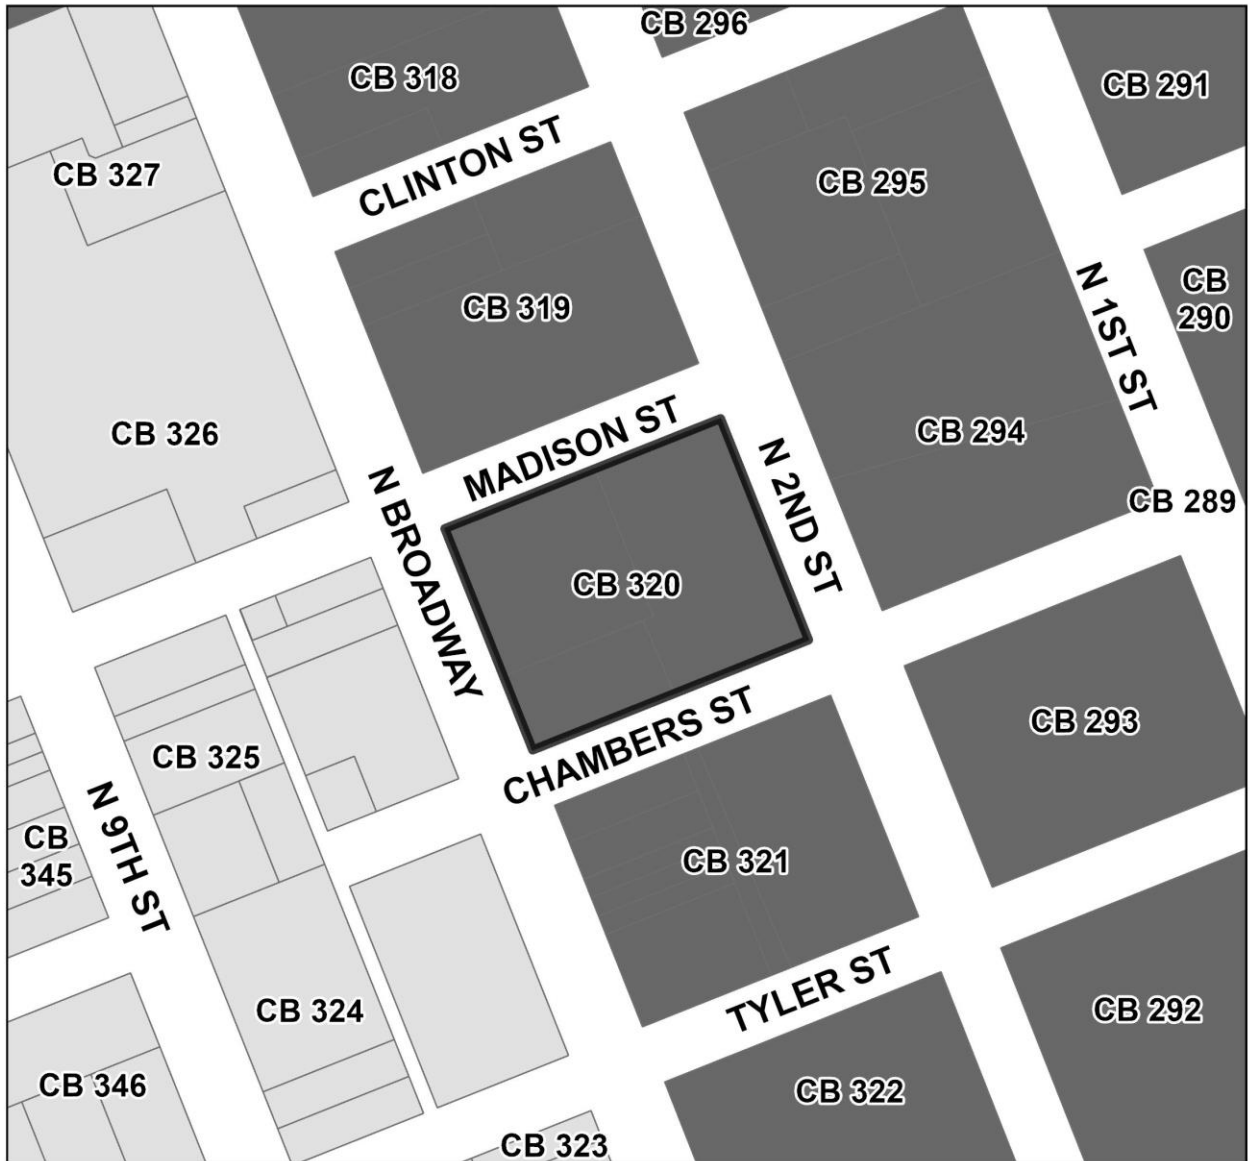 CB 296
CB 318
CB 291
CLINTON ST
CB 327
CB 295
CB
290
CB 319
N 1ST ST
CB 326
CB 294
MADISON ST
N 2ND ST
CB 289
N BROADWAY
CB 320
CHAMBERS ST
CB 293
CB 325
N 9TH ST
CB
345
CB 321
TYLER ST
CB 324
CB 292
CB 346
CB 322
CB 323